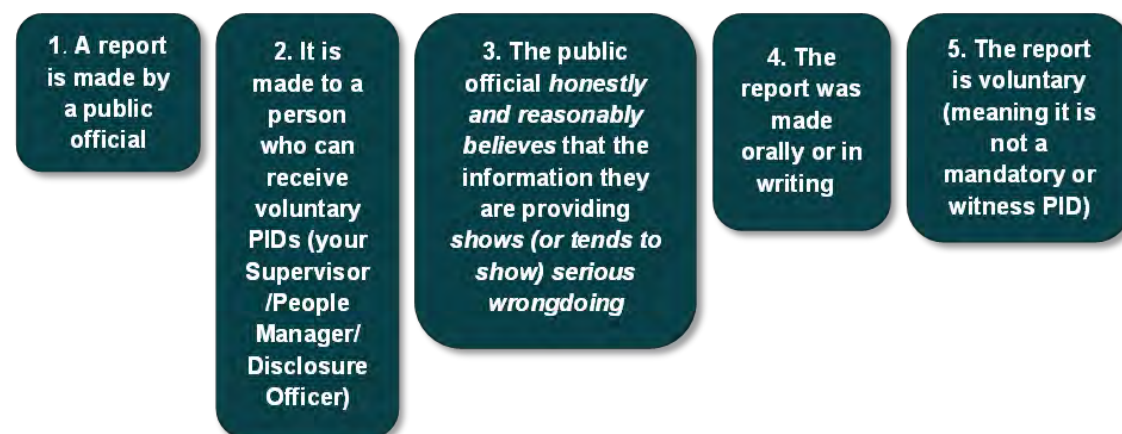 1. A report
is made by
a public
official
2. It is
made to a
person
who can
receive
voluntary
PIDs (your
Supervisor
/People
Manager/
Disclosure
Officer)
3. The public
official honestly
and reasonably
believes that the
information they
are providing
shows (or tends to
show) serious
wrongdoing
4. The
report was
made
orally or in
writing
5. The report
is voluntary
(meaning it is
not a
mandatory or
witness PID)